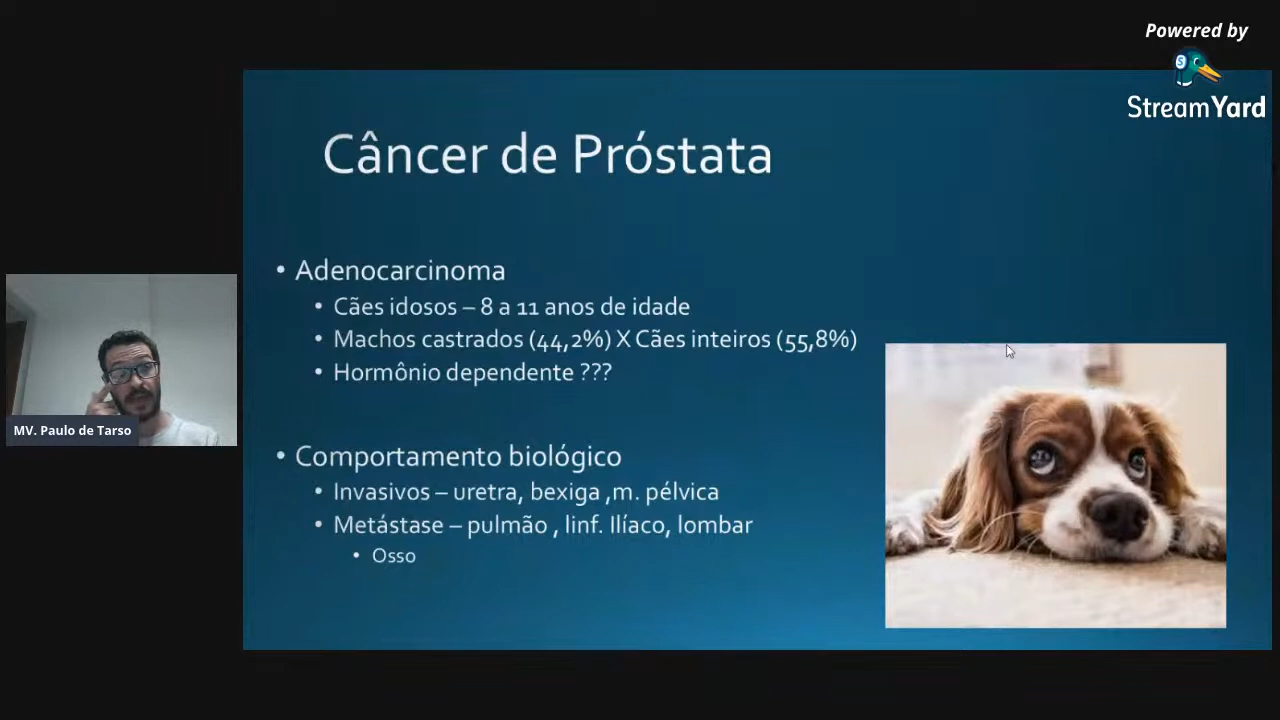 Powered by
StreamYard
Câncer de Próstata
• Adenocarcinoma
• Cães idosos – 8 a 11 anos de idade
• Machos castrados (44,2%) X Cães inteiros (55,8%)
• Hormônio dependente ???
• Comportamento biológico
• Invasivos – uretra, bexiga ,m. pélvica
• Metástase – pulmão , linf. Ilíaco, lombar
• Osso
MV. Paulo de Tarso